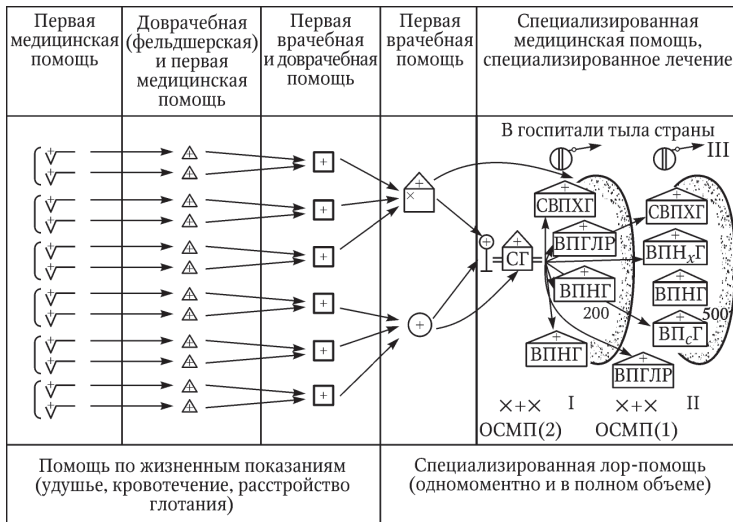 Первая
медицинская
помощь
Доврачебная
(фельдшерская)
и первая
медицинская
помощь
Первая
врачебная
и доврачебная
помощь
Первая
врачебная
помощь
Специализированная
медицинская помощь,
специализированное лечение
В госпитали тыла страны
III
СВПХГ
СВПХГ
ВПГЛР
ВПНхГ
СГ
ВПНГ
ВПНГ
200
500
ВПсГ
ВПНГ
ВПГЛР
×+× I ×+× II
ОСМП(2) ОСМП(1)
Помощь по жизненным показаниям
(удушье, кровотечение, расстройство
глотания)
Специализированная лор-помощь
(одномоментно и в полном объеме)